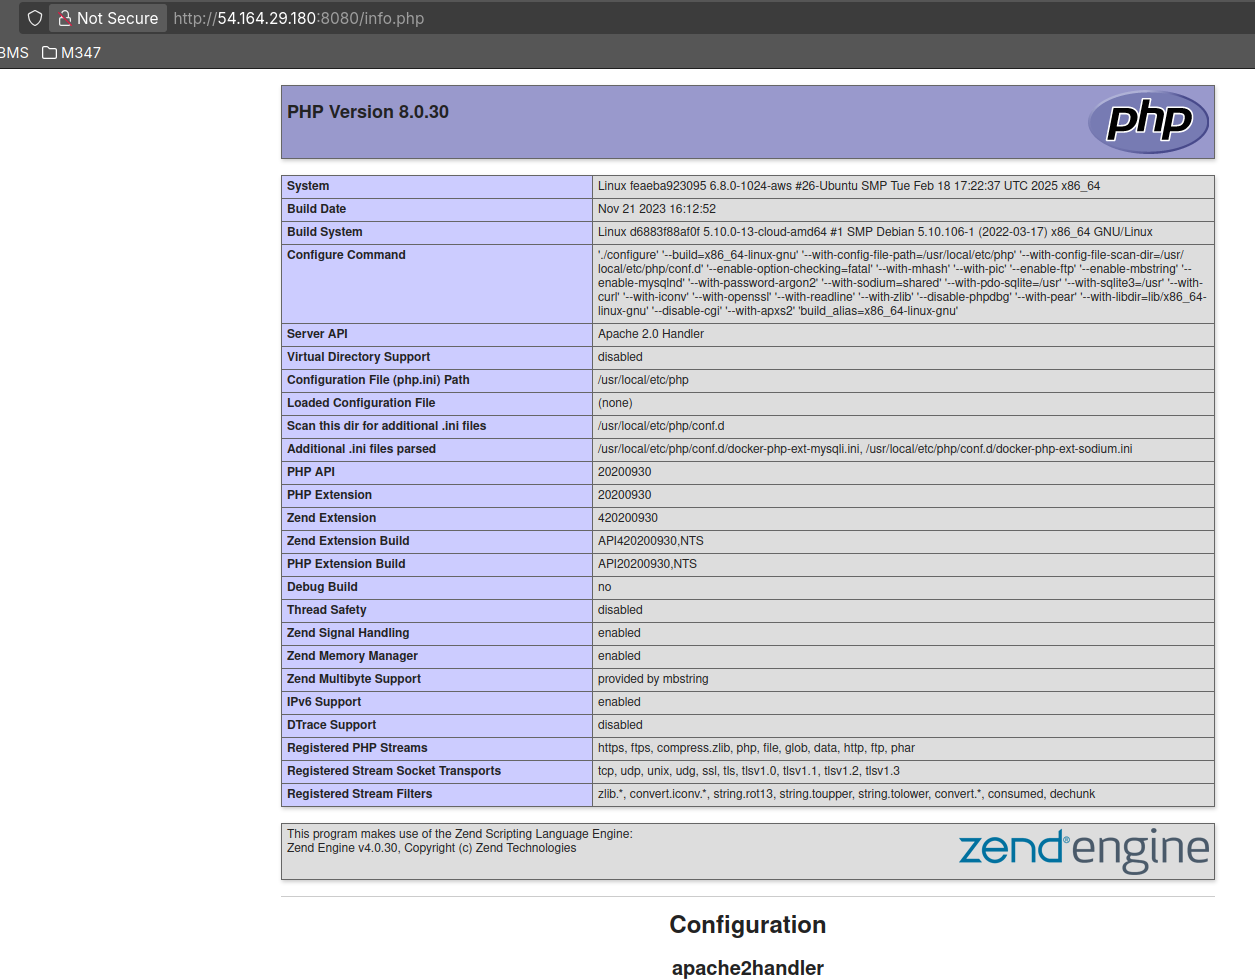 Not Secure http://54.164.29.180:8080/info.php
BMS M347
PHP Version 8.0.30
php
System Linux feaeba923095 6.8.0-1024-aws #26-Ubuntu SMP Tue Feb 18 17:22:37 UTC 2025 x86_64
Build Date Nov 21 2023 16:12:52
Build System Linux d6883f88af0f 5.10.0-13-cloud-amd64 #1 SMP Debian 5.10.106-1 (2022-03-17) x86_64 GNU/Linux
Configure Command './configure' '--build=x86_64-linux-gnu' '--with-config-file-path=/usr/local/etc/php' '--with-config-file-scan-dir=/usr/
local/etc/php/conf.d' '--enable-option-checking=fatal' '--with-mhash' '--with-pic' '--enable-ftp' '--enable-mbstring' '--
enable-mysqlnd' '--with-password-argon2' '--with-sodium=shared' '--with-pdo-sqlite=/usr' '--with-sqlite3=/usr' '--with-
curl' '--with-iconv' '--with-openssl' '--with-readline' '--with-zlib' '--disable-phpdbg' '--with-pear' '--with-libdir=lib/x86_64-
linux-gnu' '--disable-cgi' '--with-apxs2' 'build_alias=x86_64-linux-gnu'
Server API Apache 2.0 Handler
Virtual Directory Support disabled
Configuration File (php.ini) Path /usr/local/etc/php
Loaded Configuration File (none)
Scan this dir for additional .ini files /usr/local/etc/php/conf.d
Additional .ini files parsed /usr/local/etc/php/conf.d/docker-php-ext-mysqli.ini, /usr/local/etc/php/conf.d/docker-php-ext-sodium.ini
PHP API 20200930
PHP Extension 20200930
Zend Extension 420200930
Zend Extension Build API420200930,NTS
PHP Extension Build API20200930,NTS
Debug Build no
Thread Safety disabled
Zend Signal Handling enabled
Zend Memory Manager enabled
Zend Multibyte Support provided by mbstring
IPv6 Support enabled
DTrace Support disabled
Registered PHP Streams https, ftps, compress.zlib, php, file, glob, data, http, ftp, phar
Registered Stream Socket Transports tcp, udp, unix, udg, ssl, tls, tlsv1.0, tlsv1.1, tlsv1.2, tlsv1.3
Registered Stream Filters zlib.*, convert.iconv.*, string.rot13, string.toupper, string.tolower, convert.*, consumed, dechunk
This program makes use of the Zend Scripting Language Engine:
Zend Engine v4.0.30, Copyright (c) Zend Technologies
zend® engine
Configuration
apache2handler